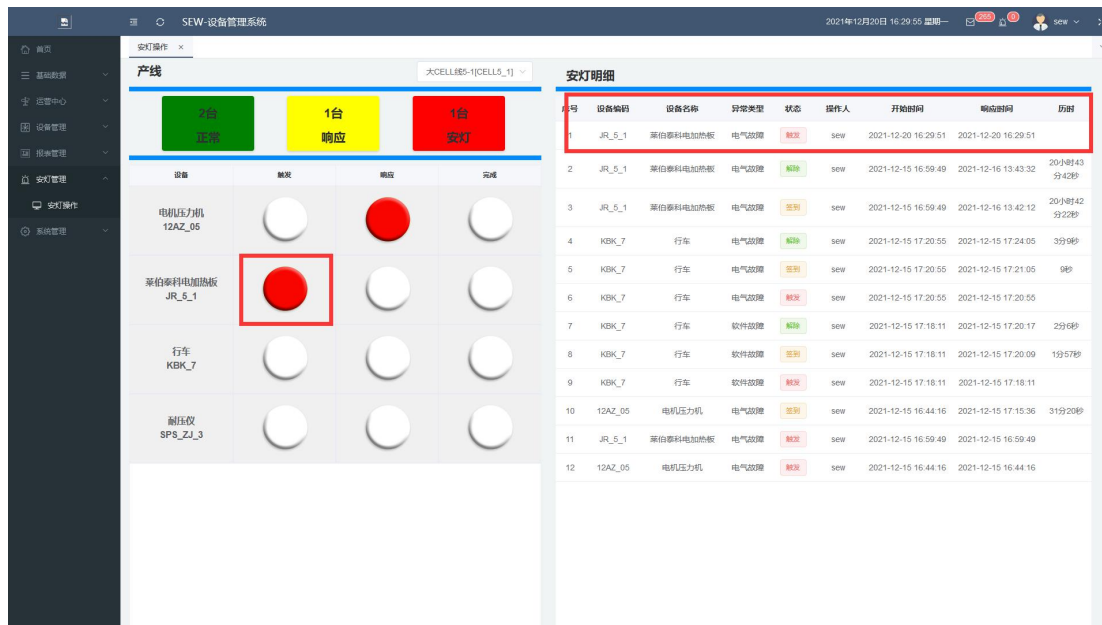 SEW-设备管理系统
2021年12月20日 16:29:55 星期一
265
0
sew
首页
基础数据
运营中心
设备管理
报表管理
安灯管理
安灯操作
系统管理
安灯操作 ×
产线
大CELL线5-1[CELL5_1]
2台
正常
1台
响应
1台
安灯
设备 触发 响应 完成
电机压力机
12AZ_05
莱伯泰科电加热板
JR_5_1
行车
KBK_7
耐压仪
SPS_ZJ_3
安灯明细
序号 设备编码 设备名称 异常类型 状态 操作人 开始时间 响应时间 历时
1 JR_5_1 莱伯泰科电加热板 电气故障 触发 sew 2021-12-20 16:29:51 2021-12-20 16:29:51
2 JR_5_1 莱伯泰科电加热板 电气故障 解除 sew 2021-12-15 16:59:49 2021-12-16 13:43:32 20小时43
分42秒
3 JR_5_1 莱伯泰科电加热板 电气故障 签到 sew 2021-12-15 16:59:49 2021-12-16 13:42:12 20小时42
分22秒
4 KBK_7 行车 电气故障 解除 sew 2021-12-15 17:20:55 2021-12-15 17:24:05 3分9秒
5 KBK_7 行车 电气故障 签到 sew 2021-12-15 17:20:55 2021-12-15 17:21:05 9秒
6 KBK_7 行车 电气故障 触发 sew 2021-12-15 17:20:55 2021-12-15 17:20:55
7 KBK_7 行车 软件故障 解除 sew 2021-12-15 17:18:11 2021-12-15 17:20:17 2分6秒
8 KBK_7 行车 软件故障 签到 sew 2021-12-15 17:18:11 2021-12-15 17:20:09 1分57秒
9 KBK_7 行车 软件故障 触发 sew 2021-12-15 17:18:11 2021-12-15 17:18:11
10 12AZ_05 电机压力机 电气故障 签到 sew 2021-12-15 16:44:16 2021-12-15 17:15:36 31分20秒
11 JR_5_1 莱伯泰科电加热板 电气故障 触发 sew 2021-12-15 16:59:49 2021-12-15 16:59:49
12 12AZ_05 电机压力机 电气故障 触发 sew 2021-12-15 16:44:16 2021-12-15 16:44:16